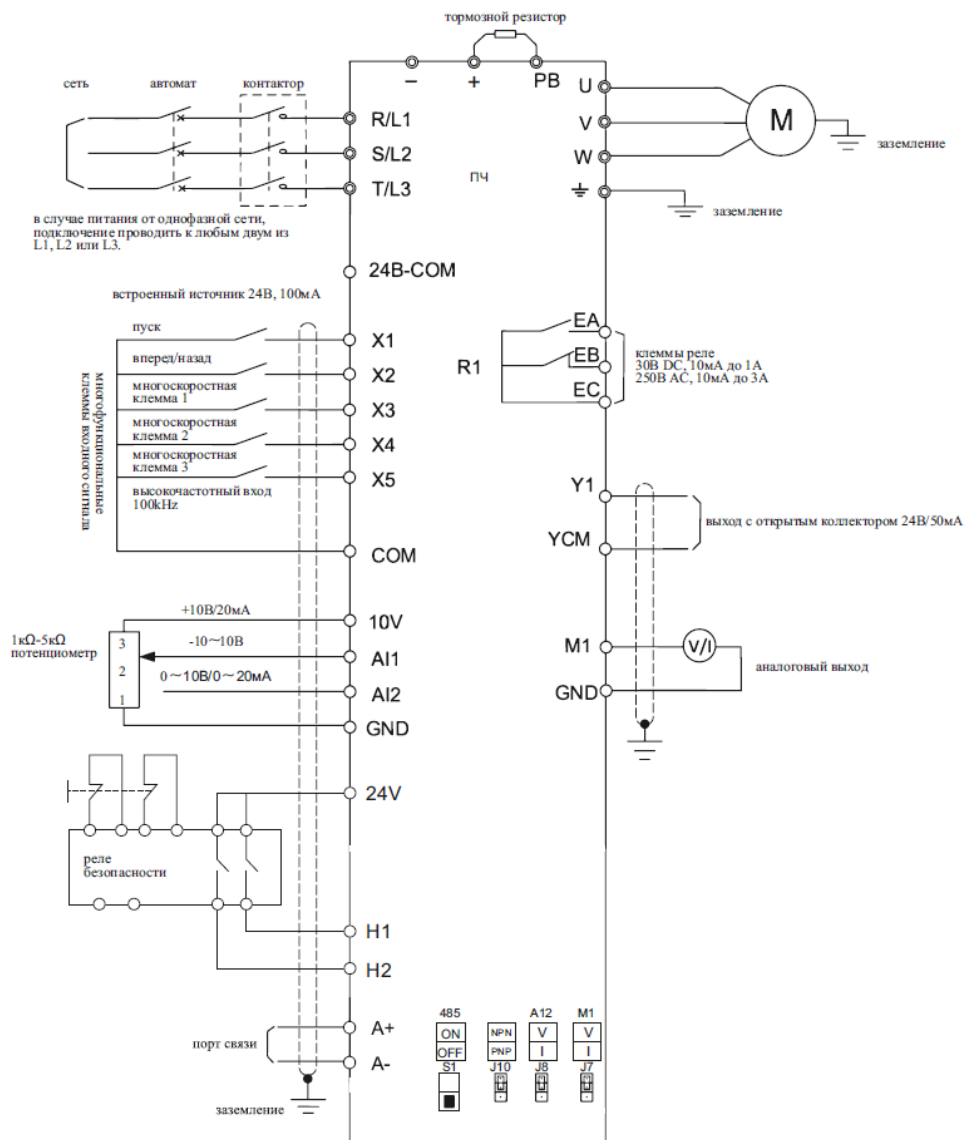 тормозной резистор
сеть
автомат
контактор
−
+
PB
R/L1
S/L2
T/L3
U
V
W
M
ПЧ
заземление
заземление
в случае питания от однофазной сети,
подключение проводить к любым двум из
L1, L2 или L3.
24В-COM
встроенный источник 24В, 100мА
многофункциональные
клеммы входного сигнала
пуск
X1
вперед/назад
X2
многоскоростная
клемма 1
X3
многоскоростная
клемма 2
X4
многоскоростная
клемма 3
X5
высокочастотный вход
100kHz
COM
R1
EA
EB
EC
клеммы реле
30В DC, 10мА до 1А
250В AC, 10мА до 3А
Y1
YCM
выход с открытым коллектором 24В/50мА
1кΩ-5кΩ
потенциометр
3
2
1
+10В/20мА
10V
-10～10В
AI1
0～10В/0～20мА
AI2
GND
M1
V/I
GND
аналоговый выход
24V
реле
безопасности
H1
H2
порт связи
A+
A-
заземление
485
ON
OFF
S1
NPN
PNP
J10
A12
V
I
J8
M1
V
I
J7